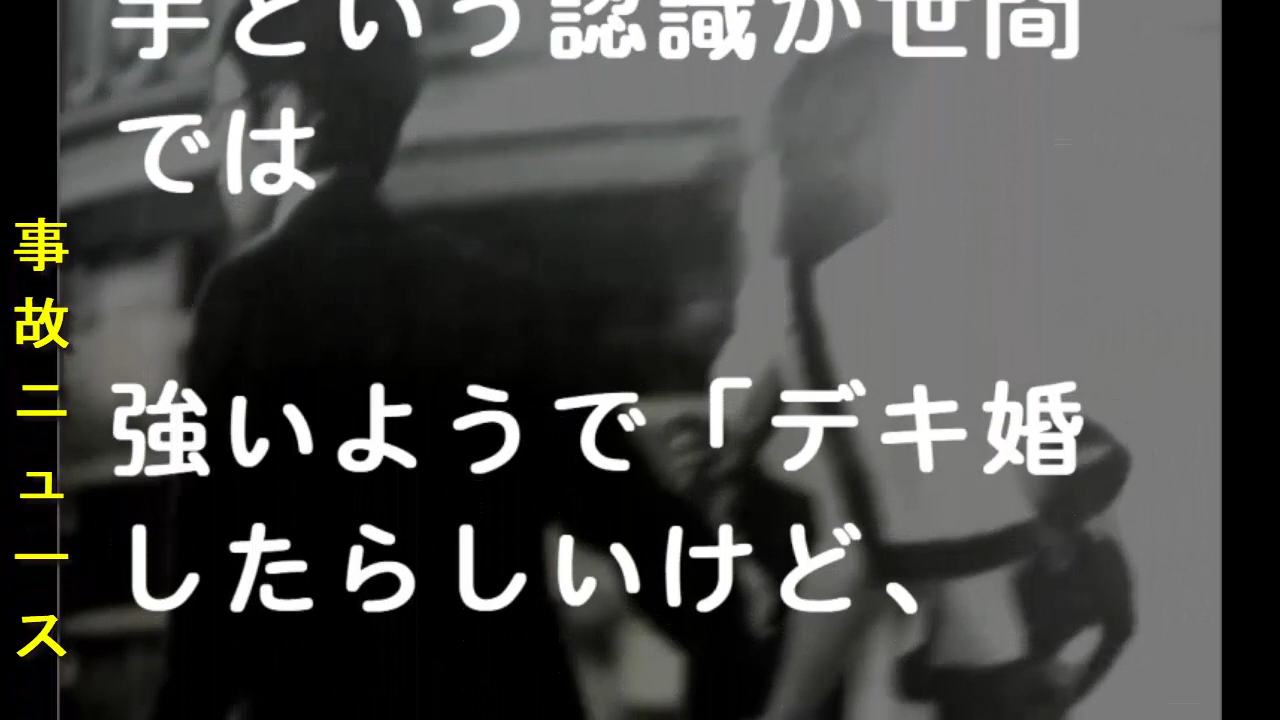 手という認識が世間
では
強いようで「デキ婚
したらしいけど、
事故ニュース